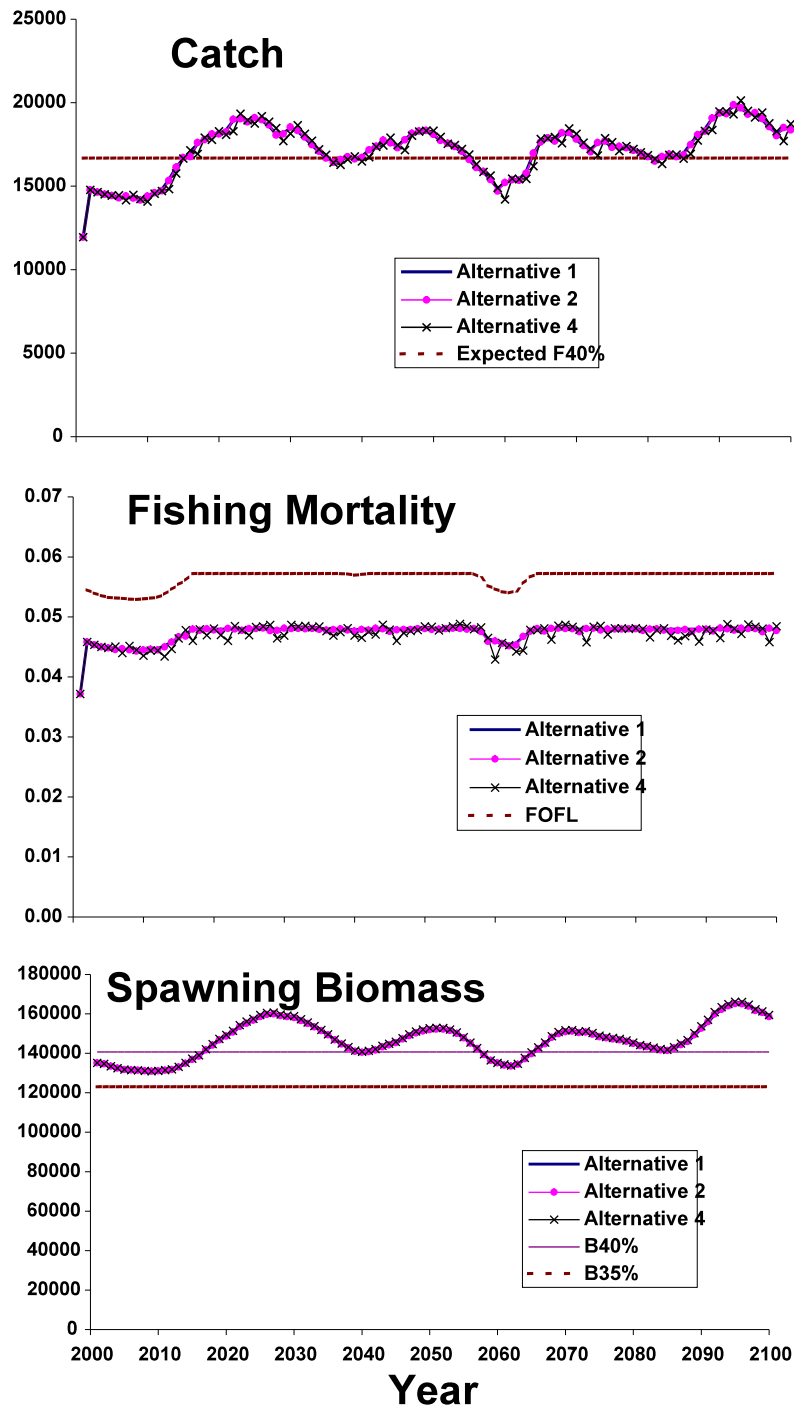 25000
Catch
20000
15000
10000
5000
0
Alternative 1
Alternative 2
Alternative 4
Expected F40%
0.07
Fishing Mortality
0.06
0.05
0.04
0.03
0.02
0.01
0.00
Alternative 1
Alternative 2
Alternative 4
FOFL
180000
Spawning Biomass
160000
140000
120000
100000
80000
60000
40000
20000
0
Alternative 1
Alternative 2
Alternative 4
B40%
B35%
2000 2010 2020 2030 2040 2050 2060 2070 2080 2090 2100
Year